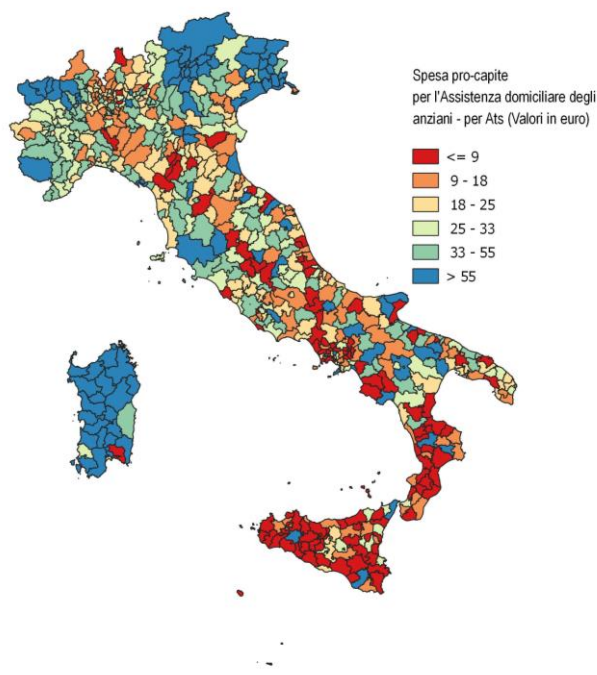 Spesa pro-capite
per l'Assistenza domiciliare degli
anziani - per Ats (Valori in euro)
<= 9
9 - 18
18 - 25
25 - 33
33 - 55
> 55